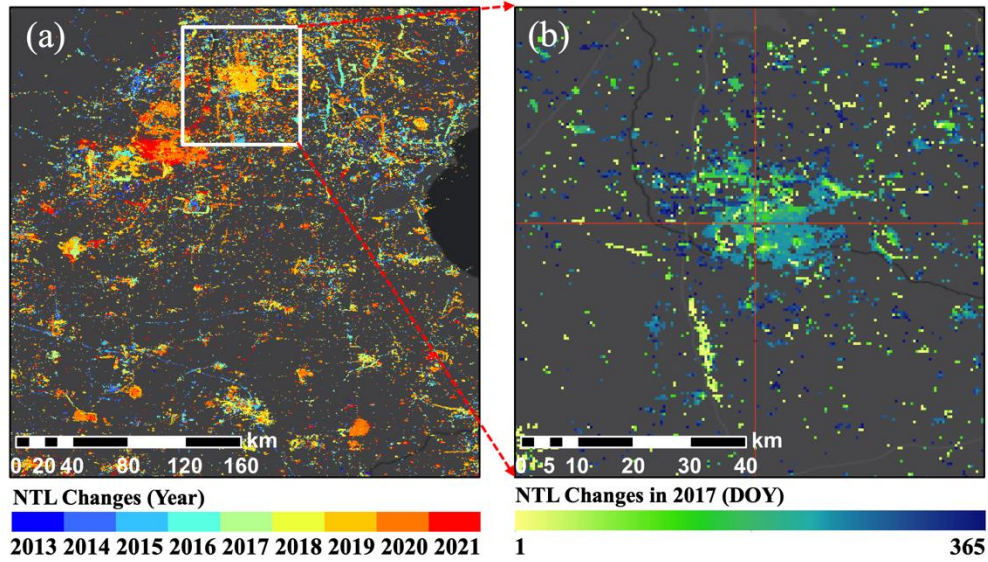 (a)
(b)
km
0 20 40 80 120 160
km
0 5 10 20 30 40
NTL Changes (Year)
2013 2014 2015 2016 2017 2018 2019 2020 2021
NTL Changes in 2017 (DOY)
1 365